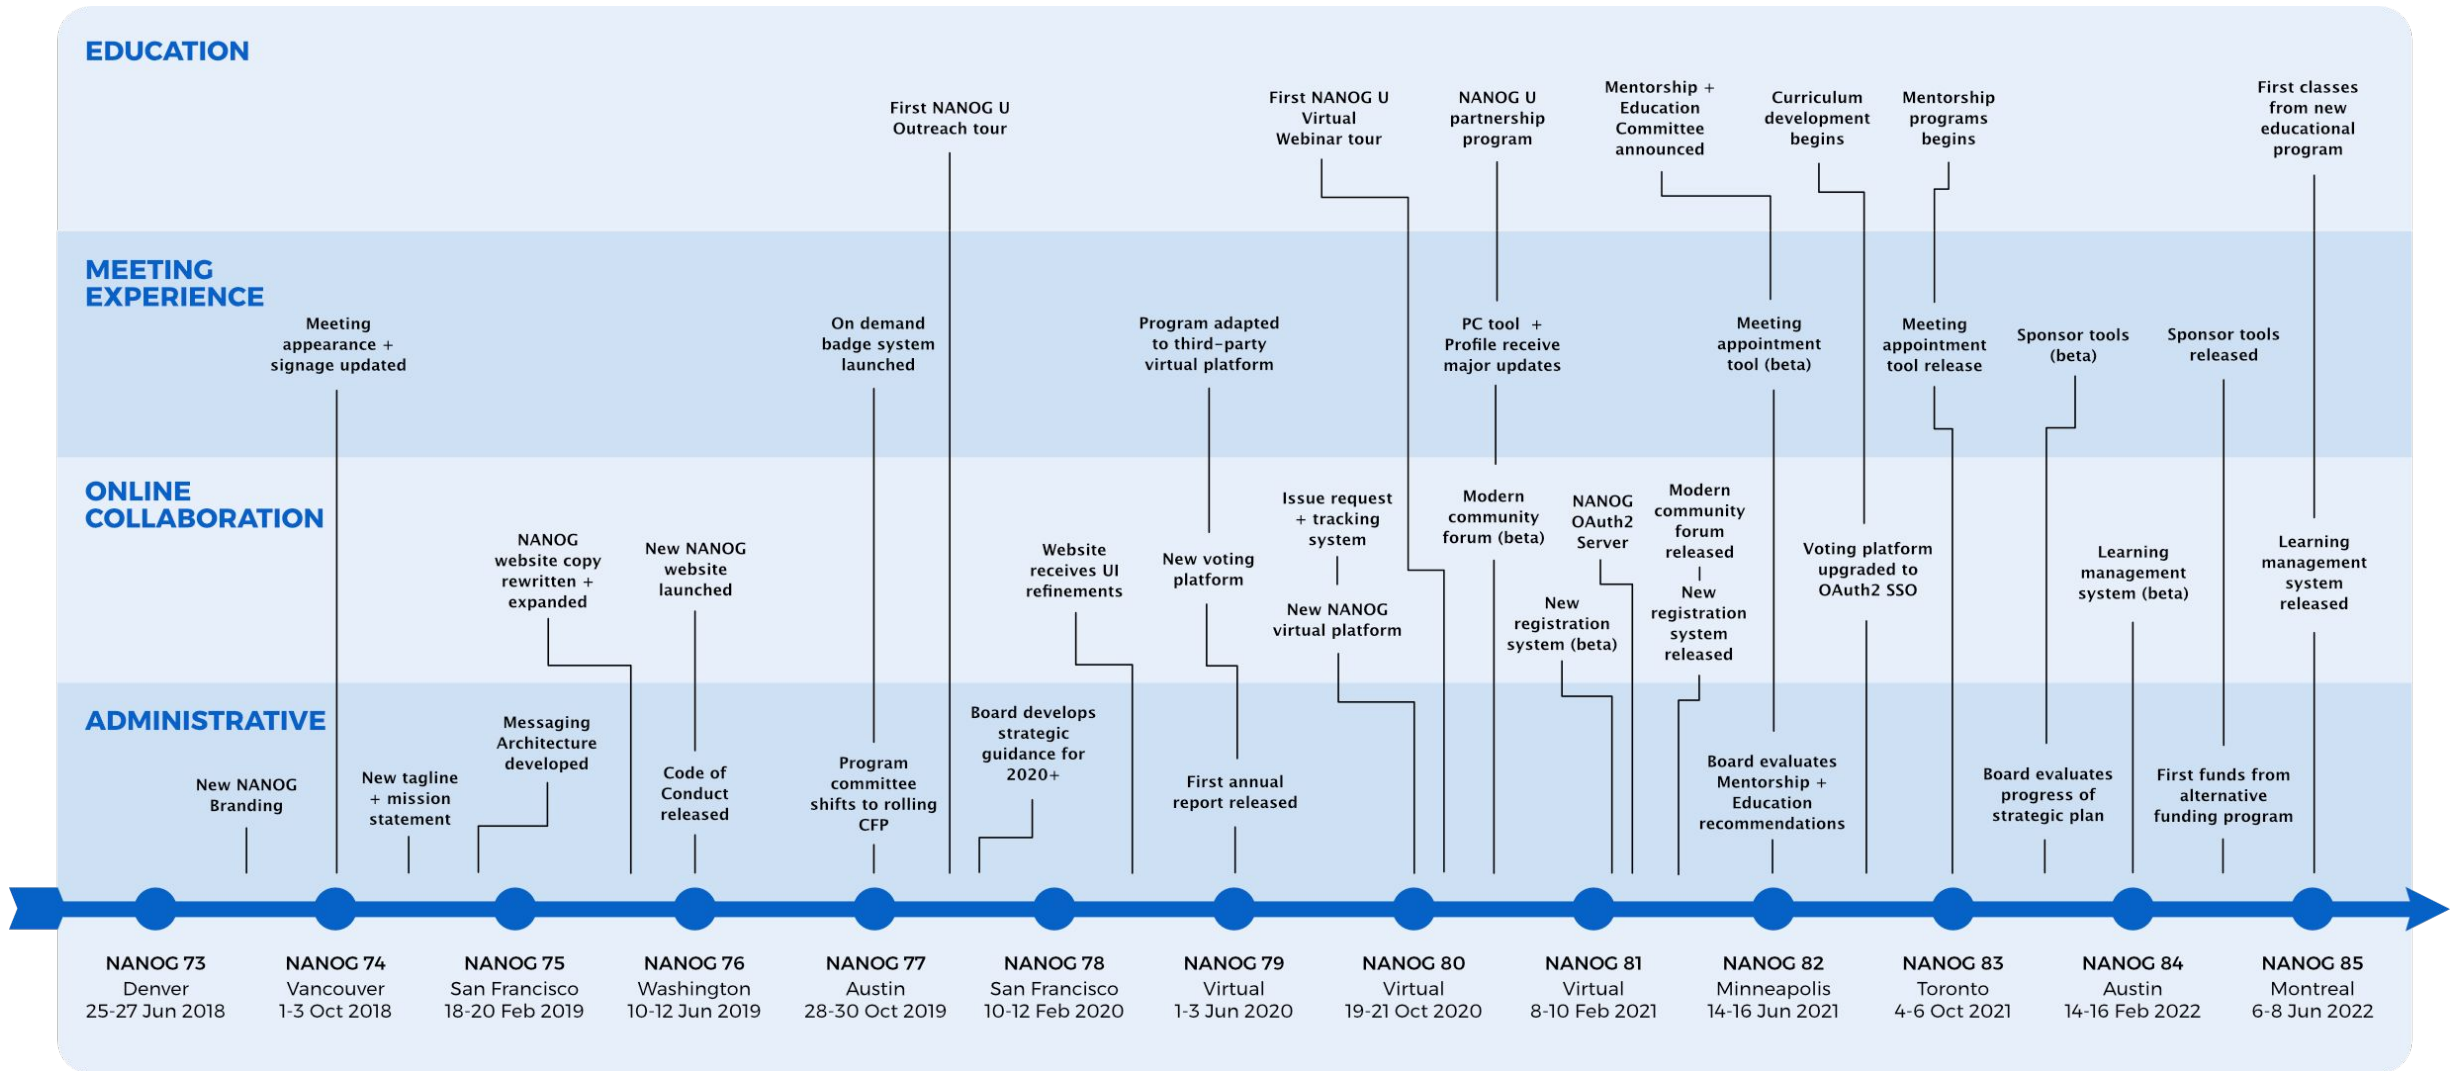 EDUCATION
First NANOG U
Outreach tour
First NANOG U
Virtual
Webinar tour
NANOG U
partnership
program
Mentorship +
Education
Committee
announced
Curriculum
development
begins
Mentorship
programs
begins
First classes
from new
educational
program
MEETING
EXPERIENCE
Meeting
appearance +
signage updated
On demand
badge system
launched
Program adapted
to third-party
virtual platform
PC tool +
Profile receive
major updates
Meeting
appointment
tool (beta)
Meeting
appointment
tool release
Sponsor tools
(beta)
Sponsor tools
released
ONLINE
COLLABORATION
NANOG
website copy
rewritten +
expanded
New NANOG
website
launched
Website
receives UI
refinements
New voting
platform
Issue request
+ tracking
system
New NANOG
virtual platform
Modern
community
forum (beta)
NANOG
OAuth2
Server
New
registration
system (beta)
Modern
community
forum
released
New
registration
system
released
Voting platform
upgraded to
OAuth2 SSO
Learning
management
system (beta)
Learning
management
system
released
ADMINISTRATIVE
New NANOG
Branding
New tagline
+ mission
statement
Messaging
Architecture
developed
Code of
Conduct
released
Program
committee
shifts to rolling
CFP
Board develops
strategic
guidance for
2020+
First annual
report released
Board evaluates
Mentorship +
Education
recommendations
Board evaluates
progress of
strategic plan
First funds from
alternative
funding program
NANOG 73
Denver
25-27 Jun 2018
NANOG 74
Vancouver
1-3 Oct 2018
NANOG 75
San Francisco
18-20 Feb 2019
NANOG 76
Washington
10-12 Jun 2019
NANOG 77
Austin
28-30 Oct 2019
NANOG 78
San Francisco
10-12 Feb 2020
NANOG 79
Virtual
1-3 Jun 2020
NANOG 80
Virtual
19-21 Oct 2020
NANOG 81
Virtual
8-10 Feb 2021
NANOG 82
Minneapolis
14-16 Jun 2021
NANOG 83
Toronto
4-6 Oct 2021
NANOG 84
Austin
14-16 Feb 2022
NANOG 85
Montreal
6-8 Jun 2022